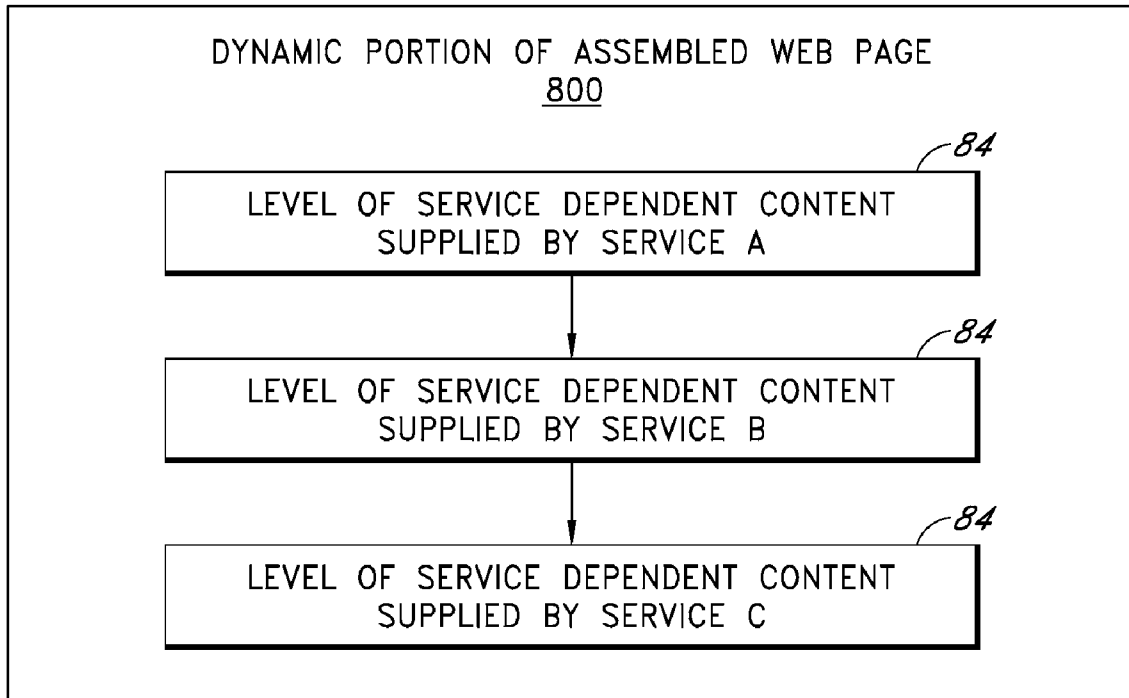 DYNAMIC PORTION OF ASSEMBLED WEB PAGE
800
84
LEVEL OF SERVICE DEPENDENT CONTENT
SUPPLIED BY SERVICE A
84
LEVEL OF SERVICE DEPENDENT CONTENT
SUPPLIED BY SERVICE B
84
LEVEL OF SERVICE DEPENDENT CONTENT
SUPPLIED BY SERVICE C